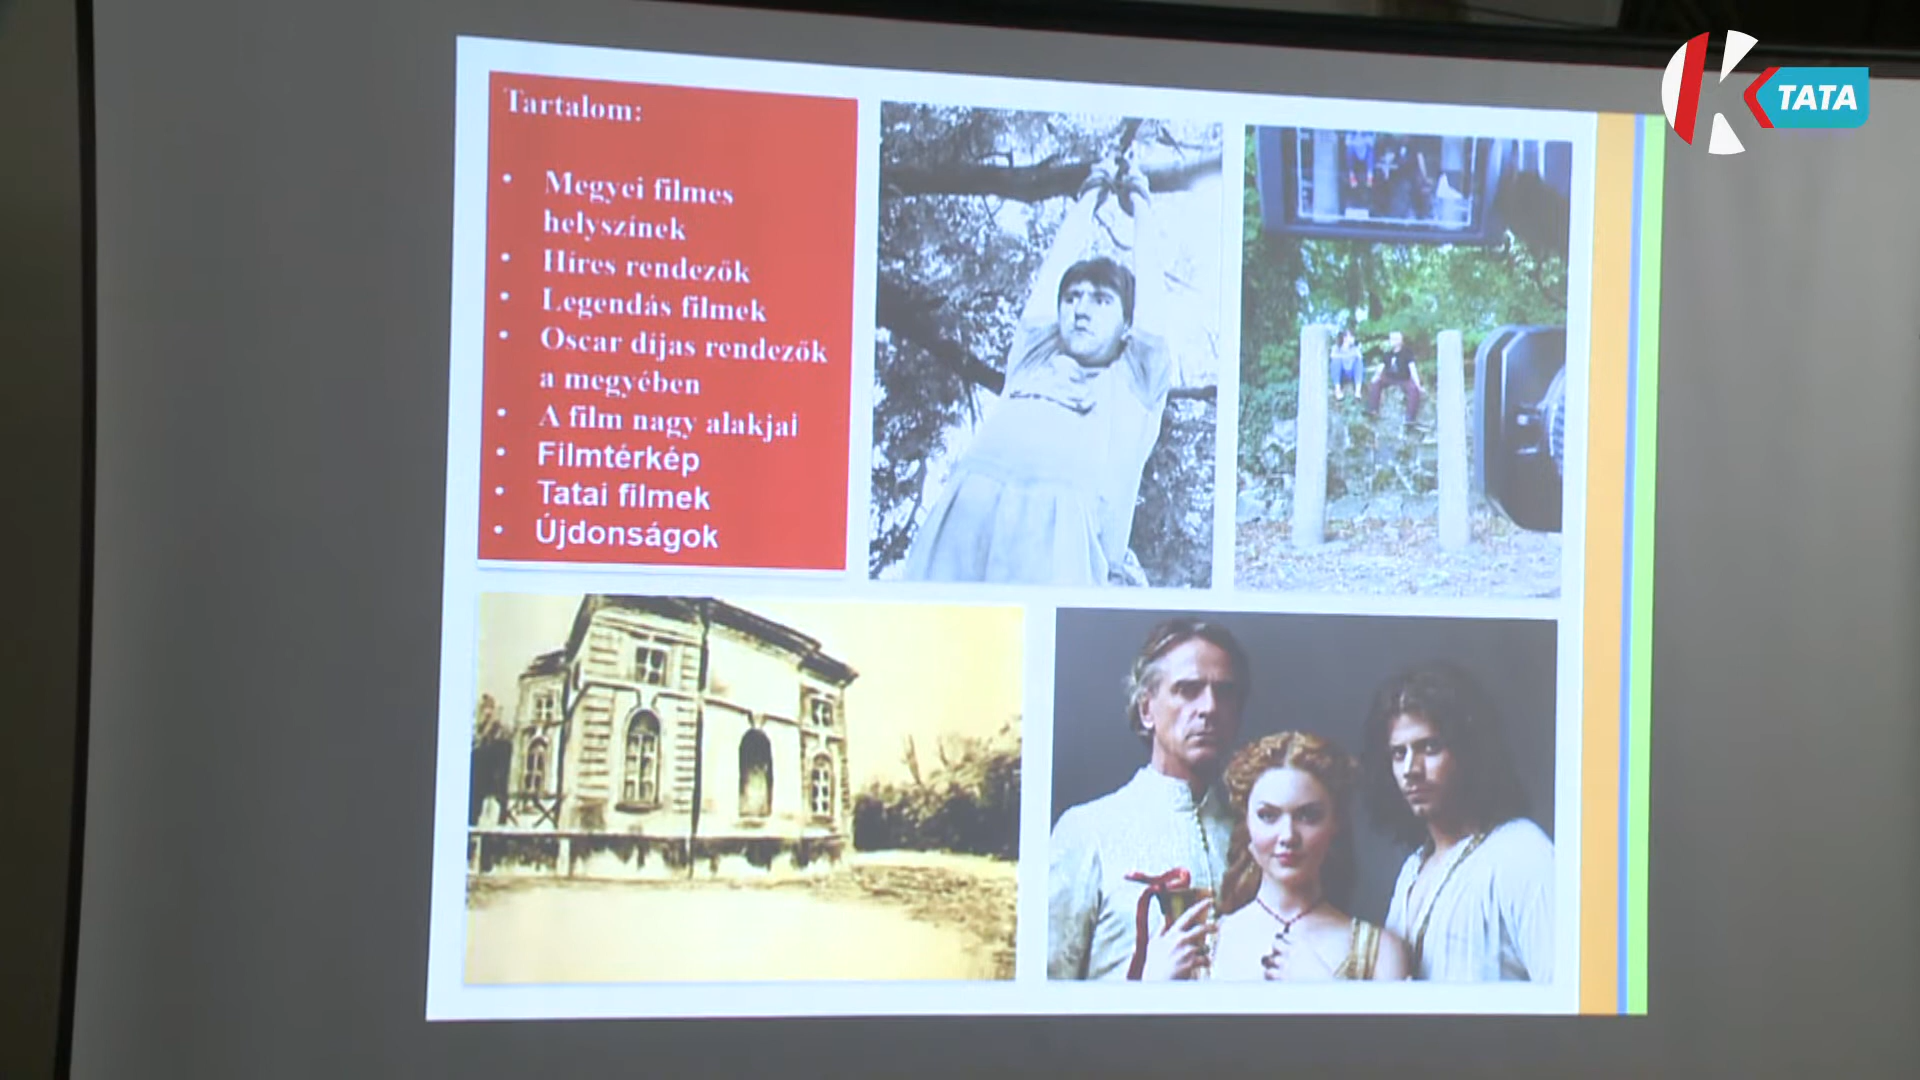 K TATA
Tartalom:
• Megyei filmes
helyszínek
• Híres rendezők
• Legendás filmek
• Oscar díjas rendezők
a megyében
• A film nagy alakjai
• Filmtérkép
• Tatai filmek
• Újdonságok